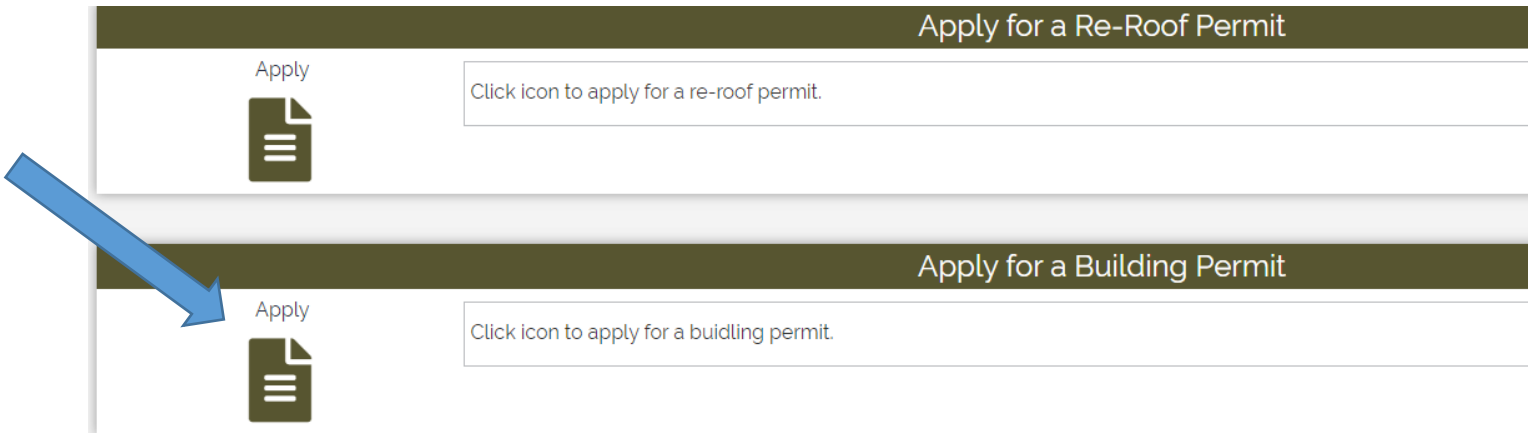 Apply for a Re-Roof Permit
Apply
Click icon to apply for a re-roof permit.
Apply for a Building Permit
Apply
Click icon to apply for a buidling permit.